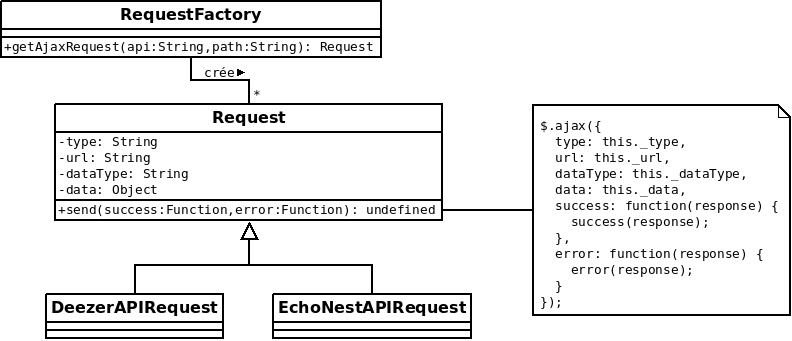 RequestFactory
+getAjaxRequest(api:String,path:String): Request
crée
*
Request
-type: String
-url: String
-dataType: String
-data: Object
+send(success:Function,error:Function): undefined
$.ajax({
  type: this._type,
  url: this._url,
  dataType: this._dataType,
  data: this._data,
  success: function(response) {
    success(response);
  },
  error: function(response) {
    error(response);
  }
});
DeezerAPIRequest
EchoNestAPIRequest